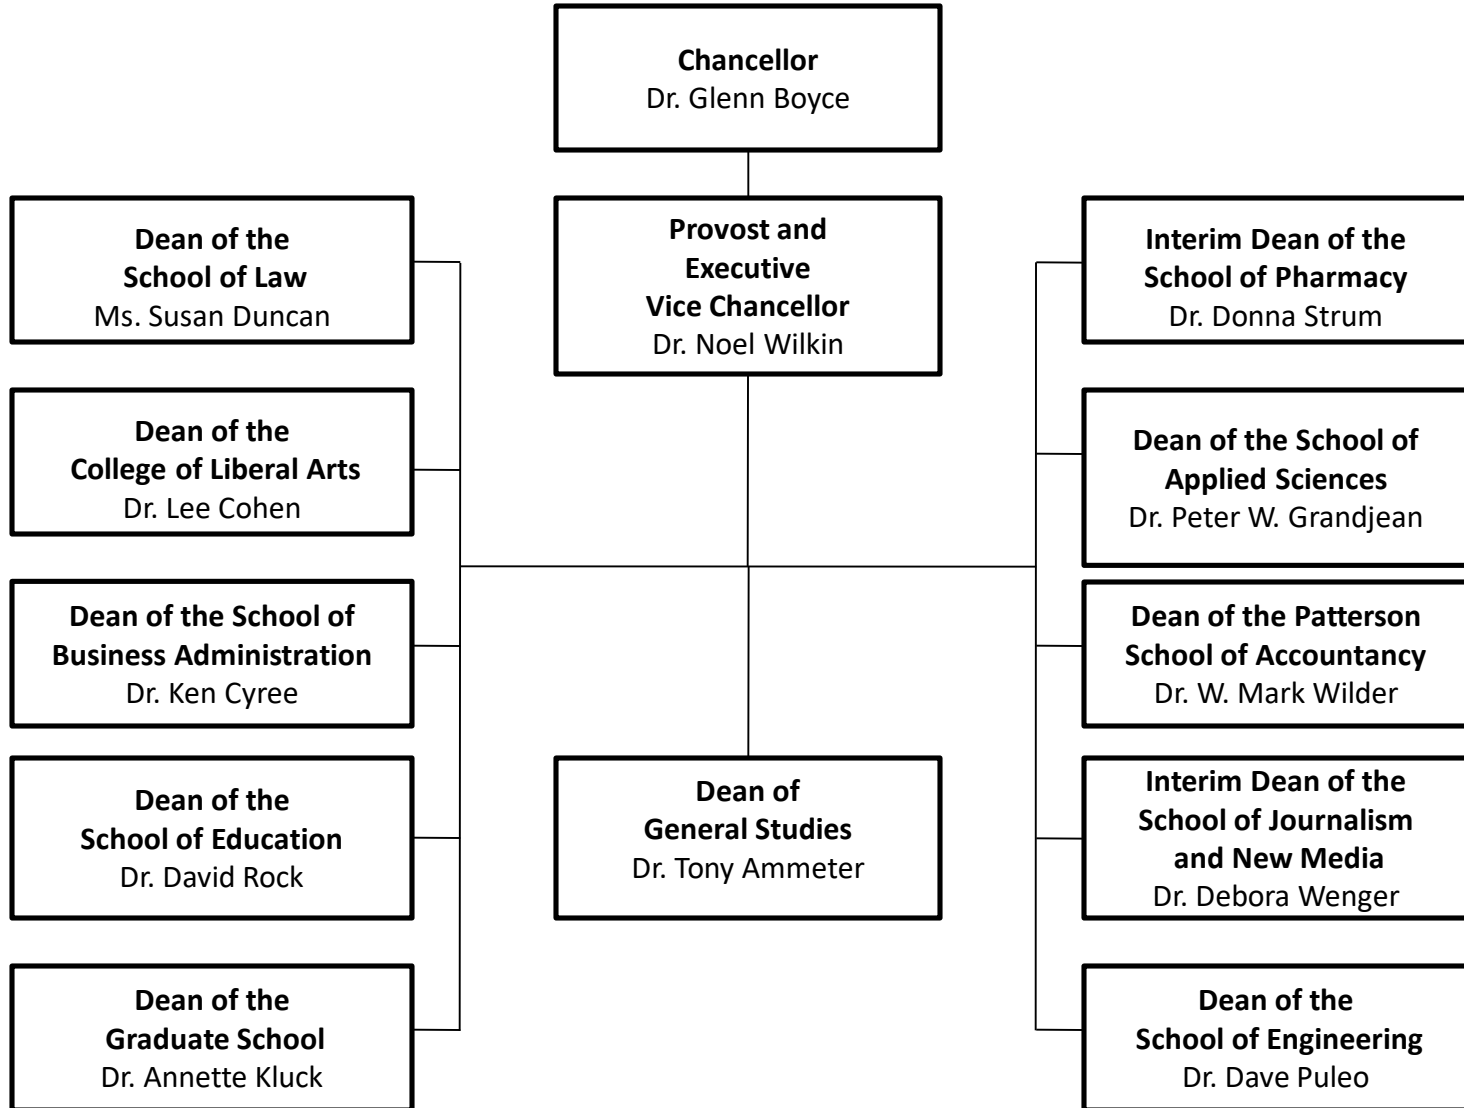 Chancellor
Dr. Glenn Boyce
Dean of the
School of Law
Ms. Susan Duncan
Provost and
Executive
Vice Chancellor
Dr. Noel Wilkin
Interim Dean of the
School of Pharmacy
Dr. Donna Strum
Dean of the
College of Liberal Arts
Dr. Lee Cohen
Dean of the School of
Applied Sciences
Dr. Peter W. Grandjean
Dean of the School of
Business Administration
Dr. Ken Cyree
Dean of the Patterson
School of Accountancy
Dr. W. Mark Wilder
Dean of the
School of Education
Dr. David Rock
Dean of
General Studies
Dr. Tony Ammeter
Interim Dean of the
School of Journalism
and New Media
Dr. Debora Wenger
Dean of the
Graduate School
Dr. Annette Kluck
Dean of the
School of Engineering
Dr. Dave Puleo